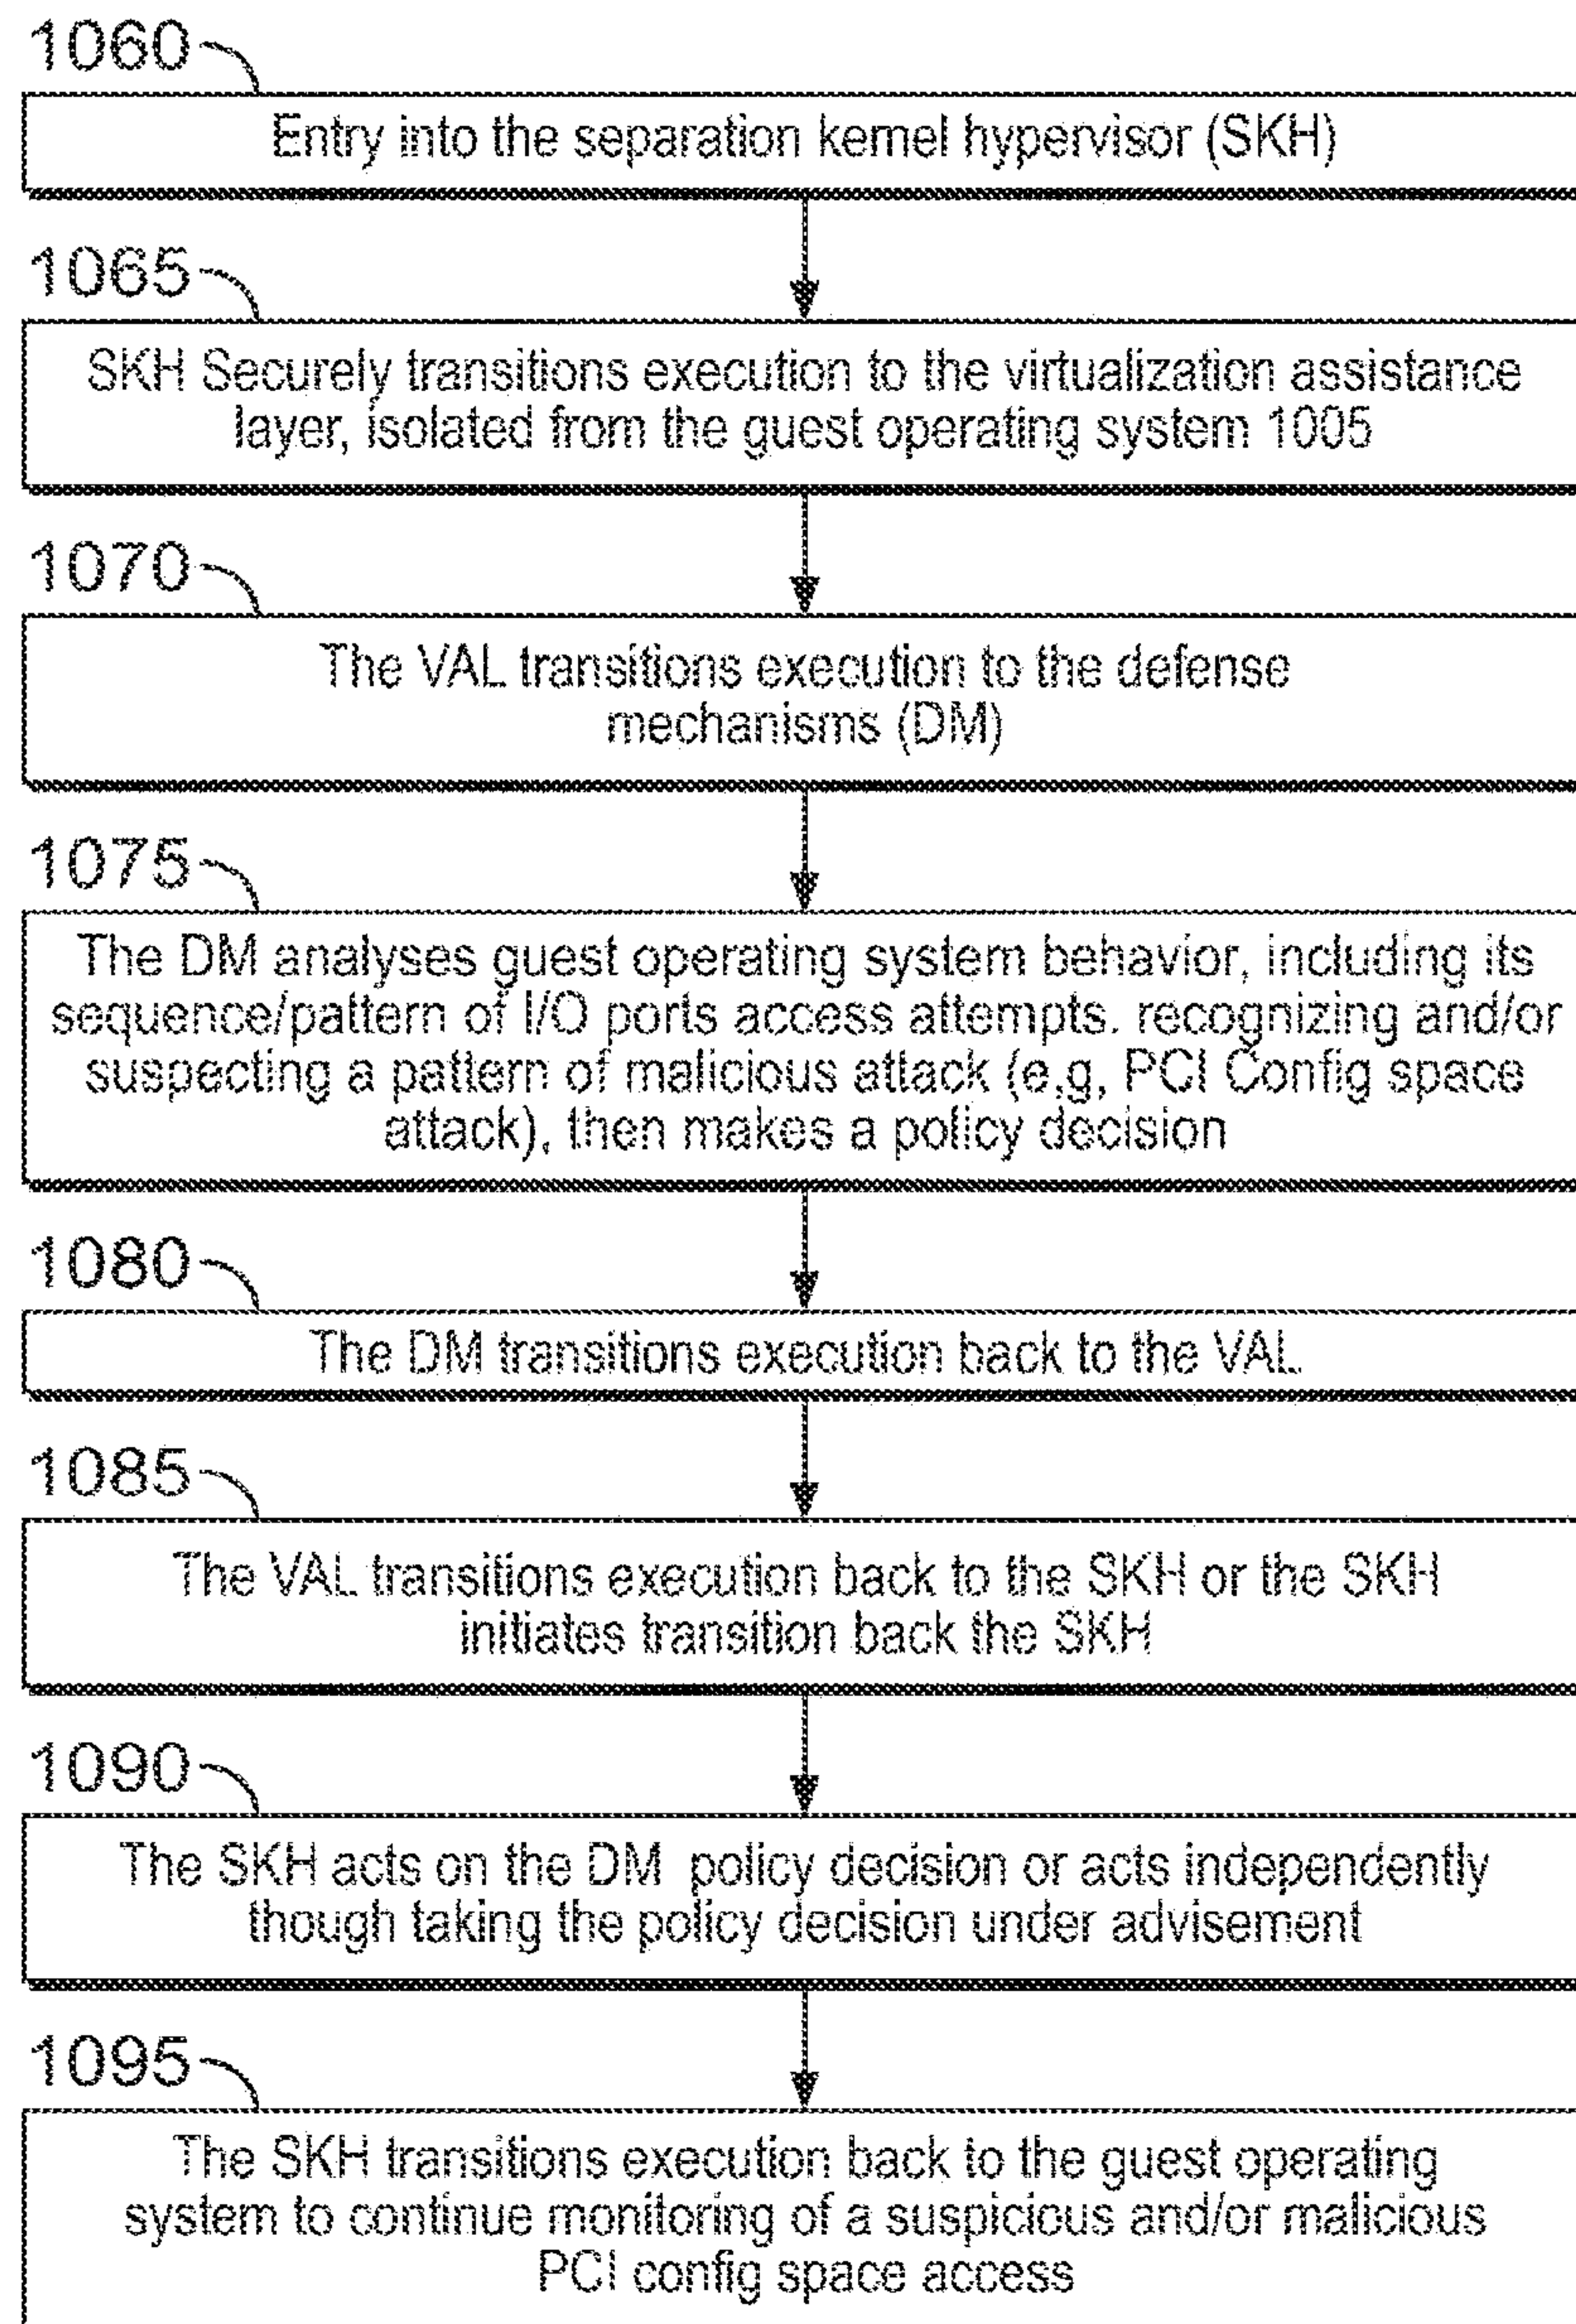 1060
Entry into the separation kernel hypervisor (SKH)
1065
SKH Securely transitions execution to the virtualization assistance
layer, isolated from the guest operating system 1005
1070
The VAL transitions execution to the defense
mechanisms (DM)
1075
The DM analyses guest operating system behavior, including its
sequence/pattern of I/O ports access attempts. recognizing and/or
suspecting a pattern of malicious attack (e,g, PCI Config space
attack), then makes a policy decision
1080
The DM transitions execution back to the VAL
1085
The VAL transitions execution back to the SKH or the SKH
initiates transition back the SKH
1090
The SKH acts on the DM policy decision or acts independently
though taking the policy decision under advisement
1095
The SKH transitions execution back to the guest operating
system to continue monitoring of a suspicious and/or malicious
PCI config space access